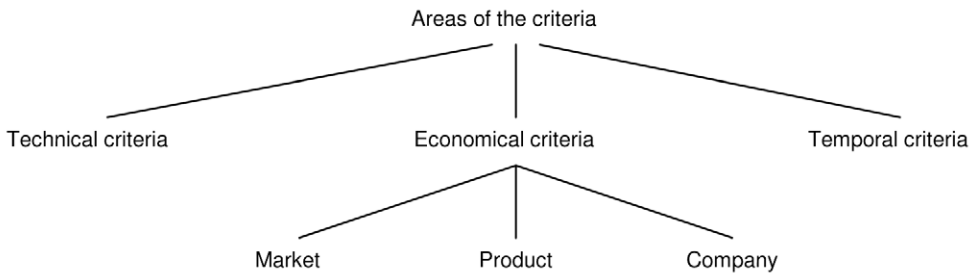 Areas of the criteria
Technical criteria
Economical criteria
Temporal criteria
Market
Product
Company